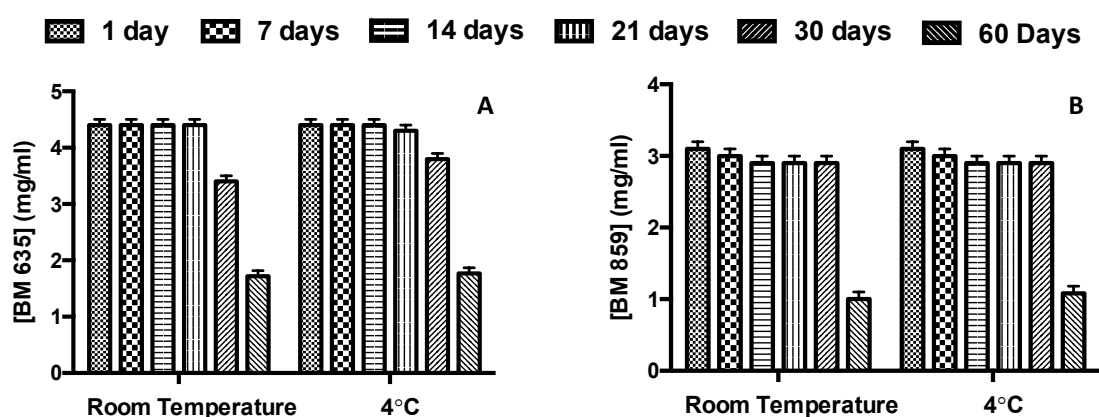 1 day 7 days 14 days 21 days 30 days 60 Days
A
[BM 635] (mg/ml)
5
4
3
2
1
0
Room Temperature 4°C
B
[BM 859] (mg/ml)
4
3
2
1
0
Room Temperature 4°C